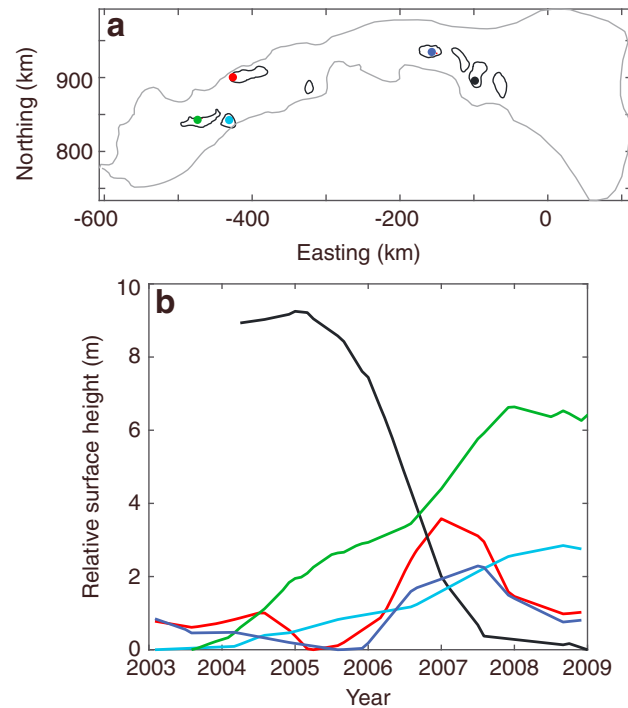 a
Northing (km)
900
800
-600 -400 -200 0
Easting (km)
b
Relative surface height (m)
10
8
6
4
2
0
2003 2004 2005 2006 2007 2008 2009
Year